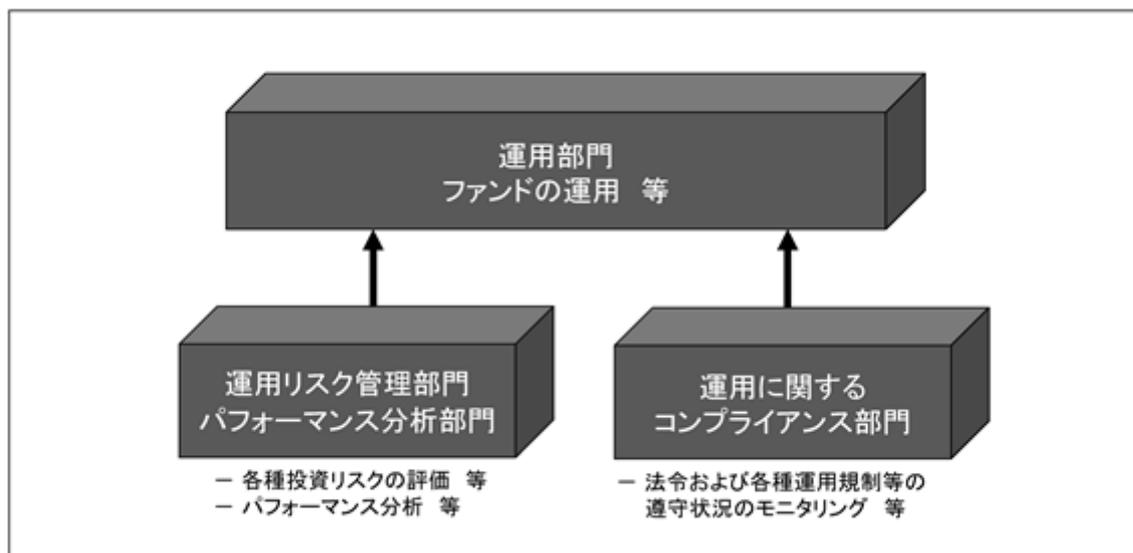 運用部門
ファンドの運用　等
運用リスク管理部門
パフォーマンス分析部門
運用に関する
コンプライアンス部門
－ 各種投資リスクの評価　等
－ パフォーマンス分析　等
－ 法令および各種運用規制等の
遵守状況のモニタリング　等